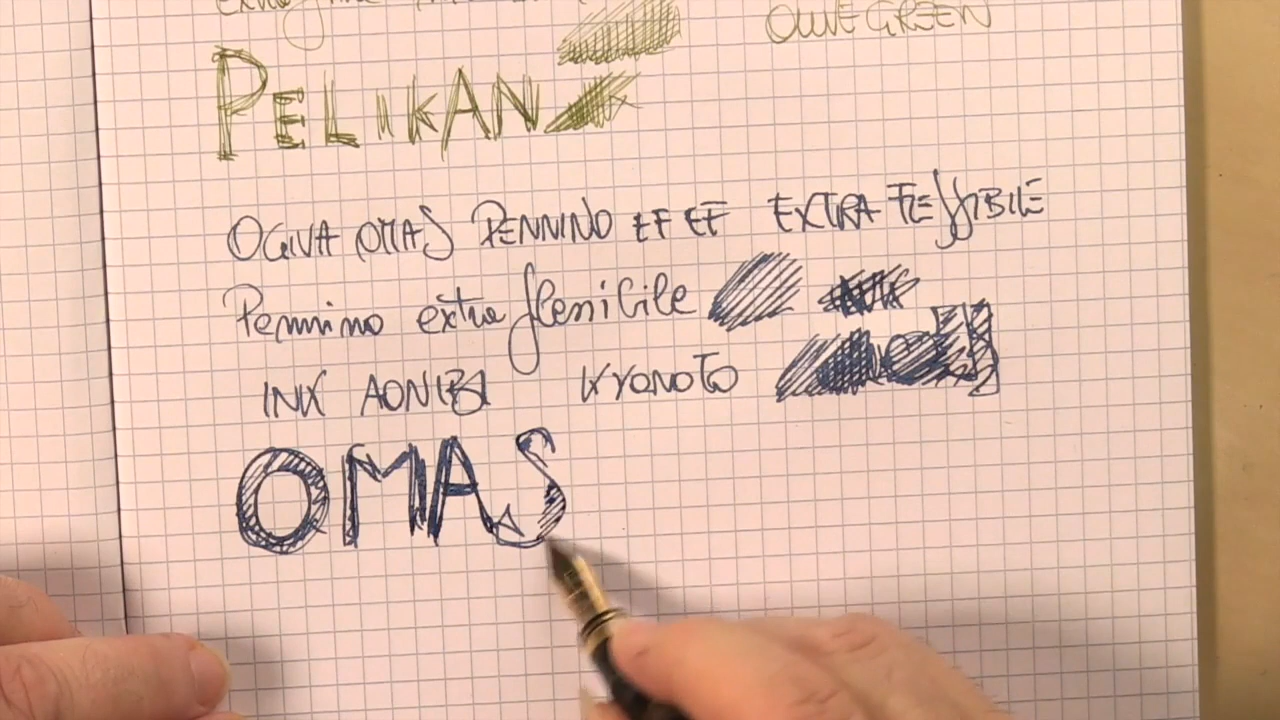 OLIVE GREEN
PELIKAN
OGIVA OMAS PENNINO EF EF EXTRA FLESSIBILE
Pennino extra flessibile
INK AONIBI KYONOTO
OMAS